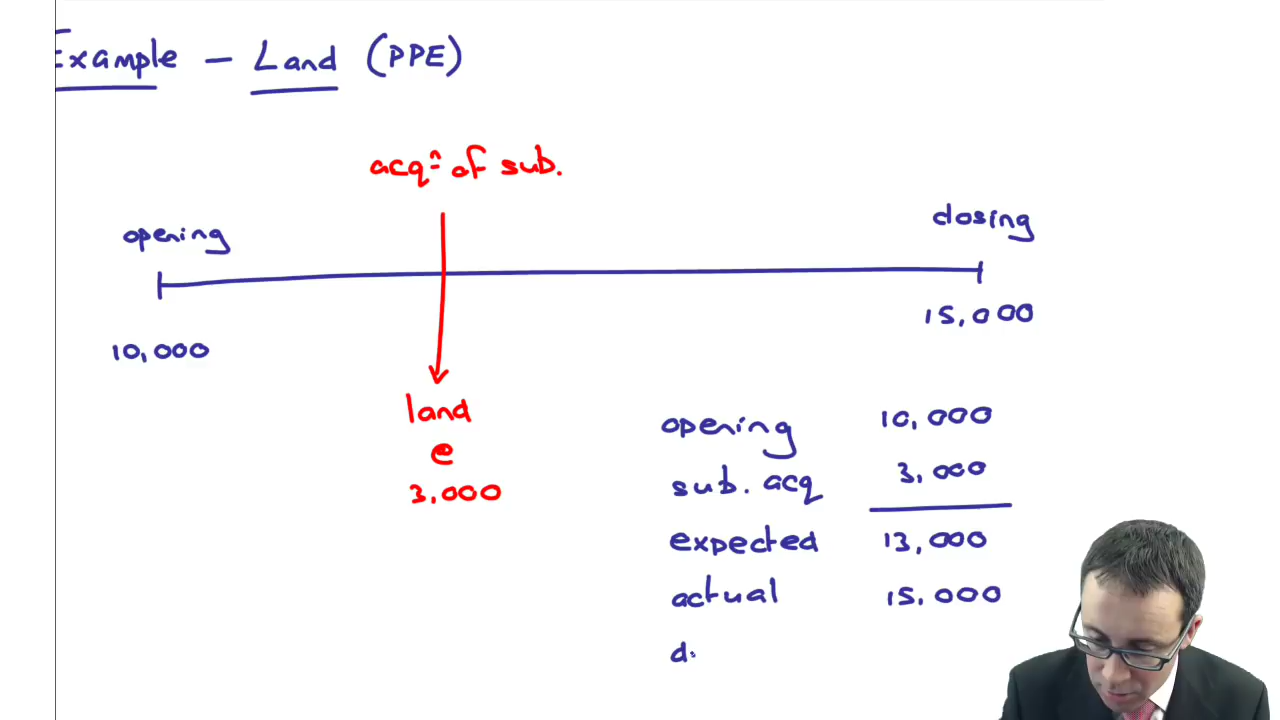 Example – Land (PPE)
acqⁿ of sub.
opening
closing
10,000
15,000
land
@
3,000
opening 10,000
sub. acq 3,000
expected 13,000
actual 15,000
di